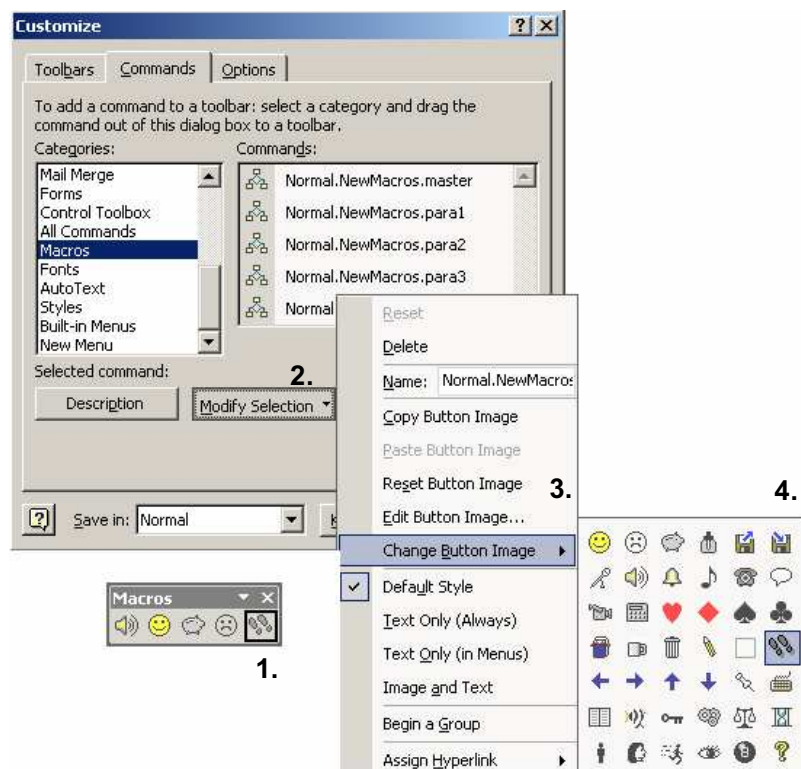 Customize
Toolbars Commands Options
To add a command to a toolbar: select a category and drag the
command out of this dialog box to a toolbar.
Categories: Commands:
Mail Merge
Forms
Control Toolbox
All Commands
Macros
Fonts
AutoText
Styles
Built-in Menus
New Menu
Normal.NewMacros.master
Normal.NewMacros.para1
Normal.NewMacros.para2
Normal.NewMacros.para3
Normal
Selected command:
2.
Description Modify Selection
Save in: Normal
Reset
Delete
Name: Normal.NewMacros
Copy Button Image
Paste Button Image
Reset Button Image
3.
Edit Button Image...
Change Button Image
Default Style
Text Only (Always)
Text Only (in Menus)
Image and Text
Begin a Group
Assign Hyperlink
4.
Macros
1.